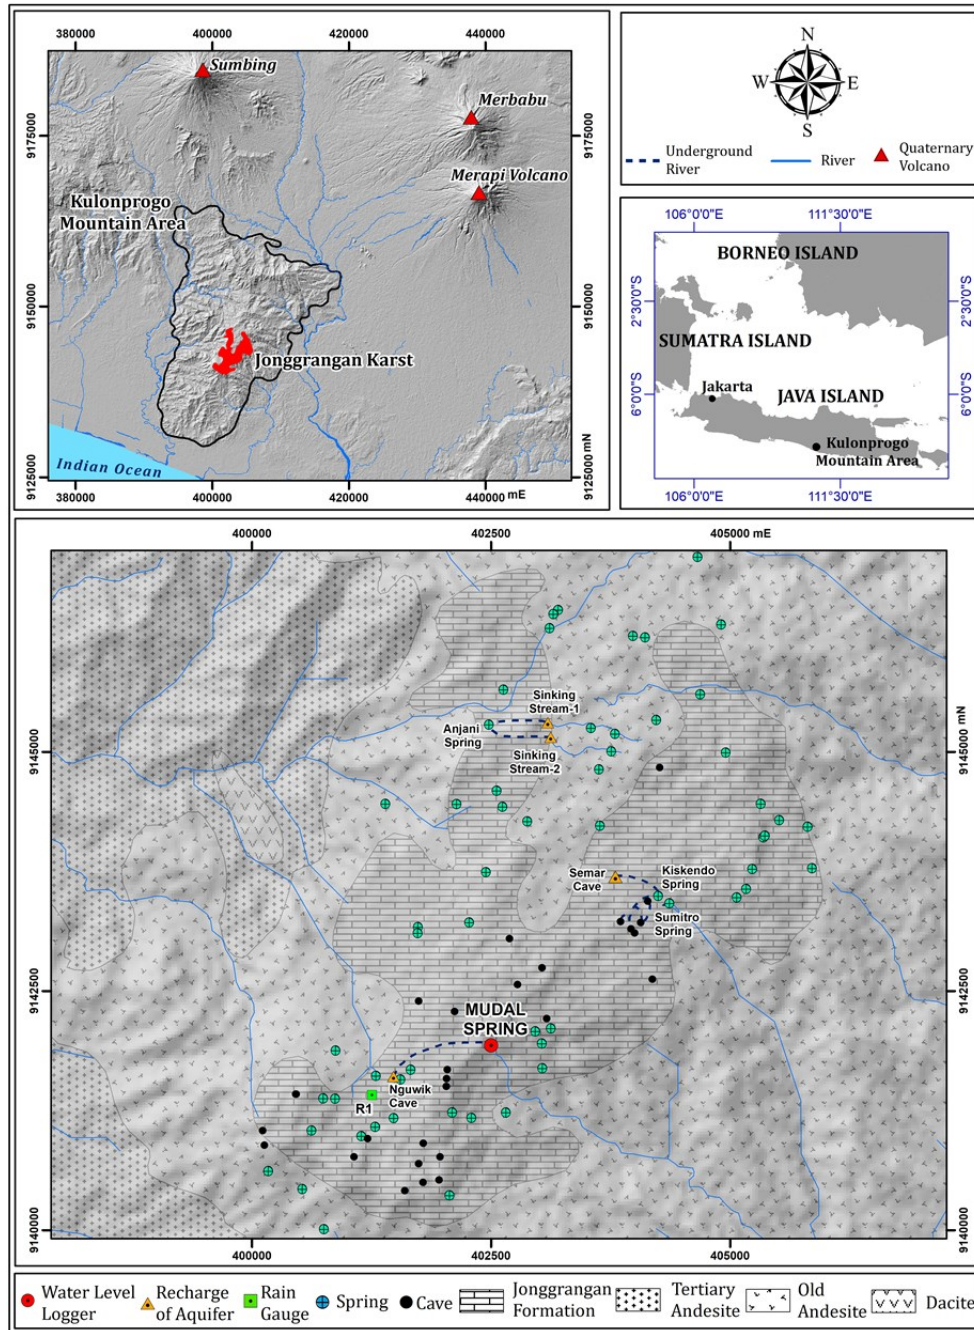 380000
400000
420000
440000
Sumbing
Merbabu
Merapi Volcano
Kulonprogo
Mountain Area
Jonggrangan Karst
Indian Ocean
9175000
9150000
9125000
9175000
9150000
9125000 mN
380000
400000
420000
440000 mE
N
W
E
S
Underground
River
River
Quaternary
Volcano
106°0'0"E
111°30'0"E
BORNEO ISLAND
SUMATRA ISLAND
JAVA ISLAND
Jakarta
Kulonprogo
Mountain Area
2°30'0"S
6°0'0"S
2°30'0"S
6°0'0"S
106°0'0"E
111°30'0"E
400000
402500
405000 mE
Sinking
Stream-1
Anjani
Spring
Sinking
Stream-2
Semar
Cave
Kiskendo
Spring
Sumitro
Spring
MUDAL
SPRING
Nguwik
Cave
R1
9145000
9142500
9140000
9145000 mN
9142500
9140000
400000
402500
405000
Water Level
Logger
Recharge
of Aquifer
Rain
Gauge
Spring
Cave
Jonggrangan
Formation
Tertiary
Andesite
Old
Andesite
Dacite